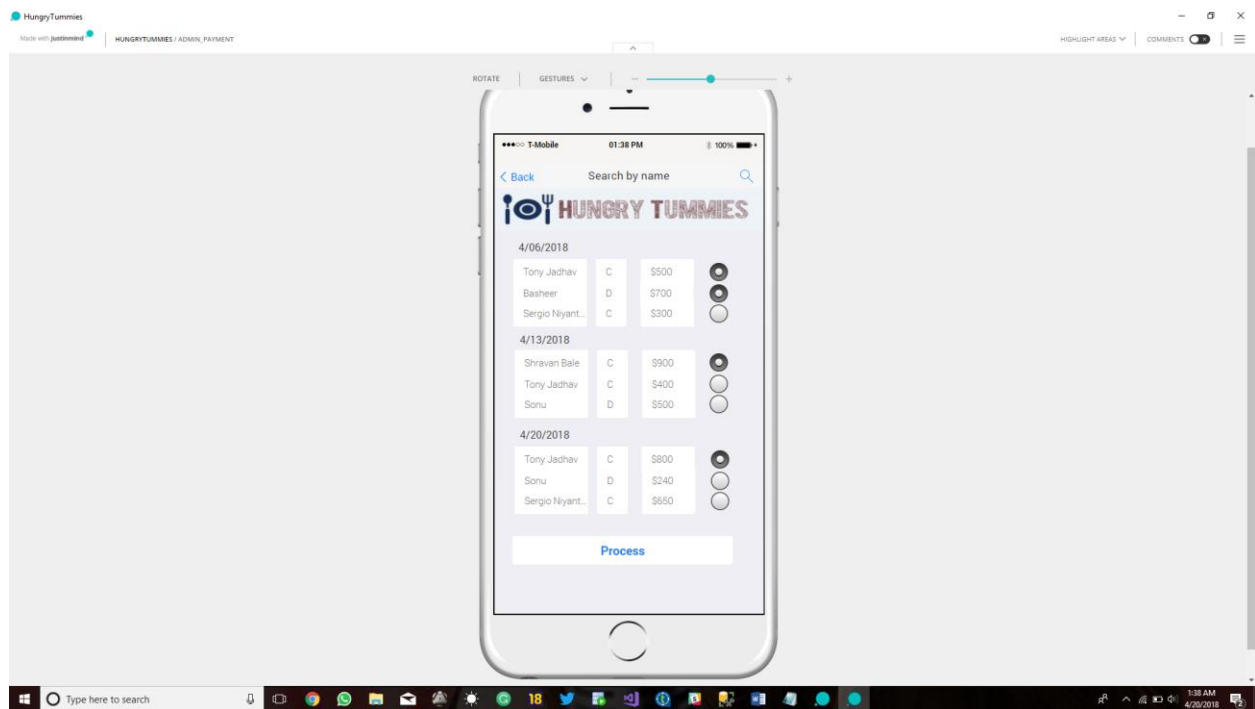 HungryTummies
Made with justinmind HUNGRYTUMMIES / ADMIN_PAYMENT HIGHLIGHT AREAS COMMENTS
ROTATE GESTURES
T-Mobile 01:38 PM 100%
Back Search by name
HUNGRY TUMMIES
4/06/2018
Tony Jadhav C $500
Basheer D $700
Sergio Niyant... C $300
4/13/2018
Shravan Bale C $900
Tony Jadhav C $400
Sonu D $500
4/20/2018
Tony Jadhav C $800
Sonu D $240
Sergio Niyant... C $650
Process
Type here to search 18 1:38 AM
4/20/2018